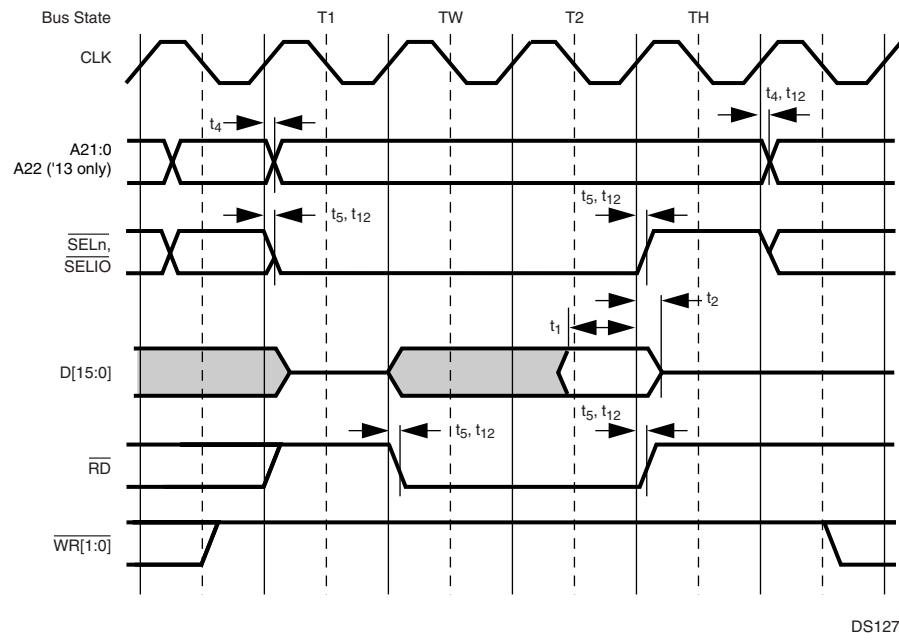 Bus State T1 TW T2 TH
CLK
t4 t4, t12
A21:0
A22 ('13 only)
t5, t12 t5, t12
SELn,
SELIO
t2
t1
D[15:0]
t5, t12 t5, t12
RD
WR[1:0]
DS127